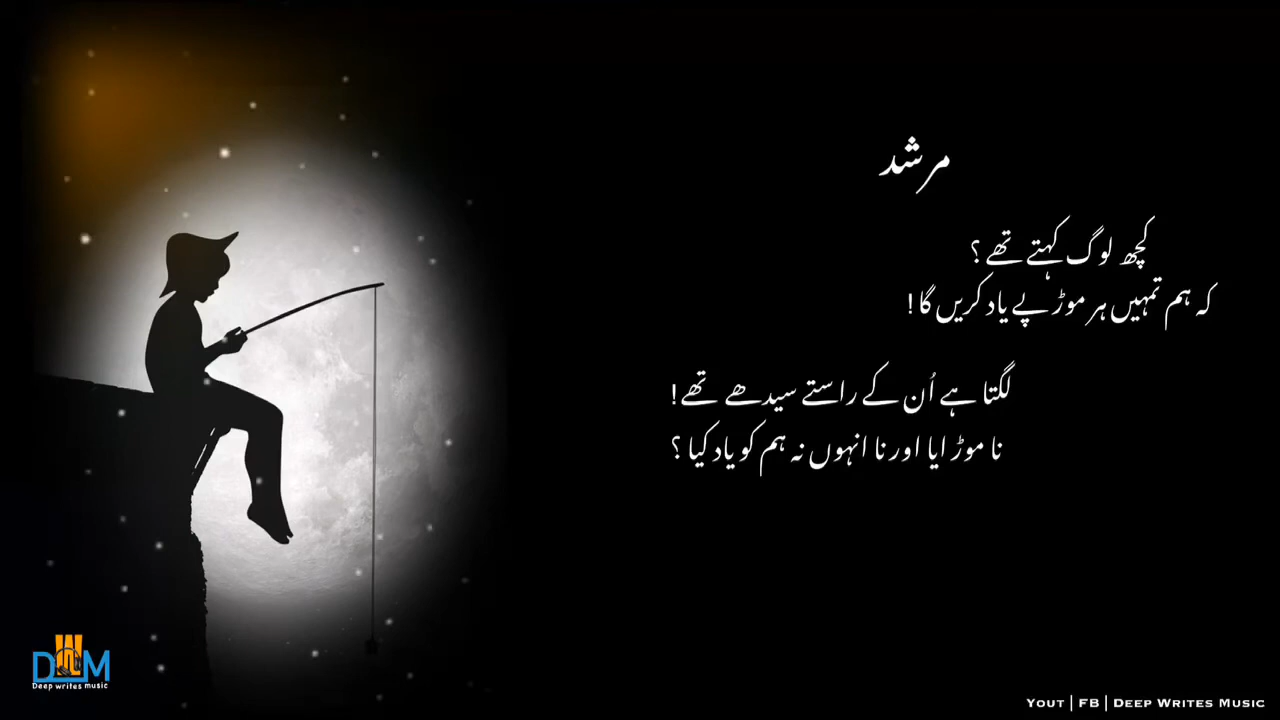 مرشد
کچھ لوگ کہتے تھے ؟
کہ ہم تمہیں ہر موڑ پے یاد کریں گا !
لگتا ہے اُن کے راستے سیدھے تھے !
نا موڑ ایا اور نا انہوں نہ ہم کو یاد کیا ؟
DWM
Deep writes music
Yout | FB | Deep Writes Music